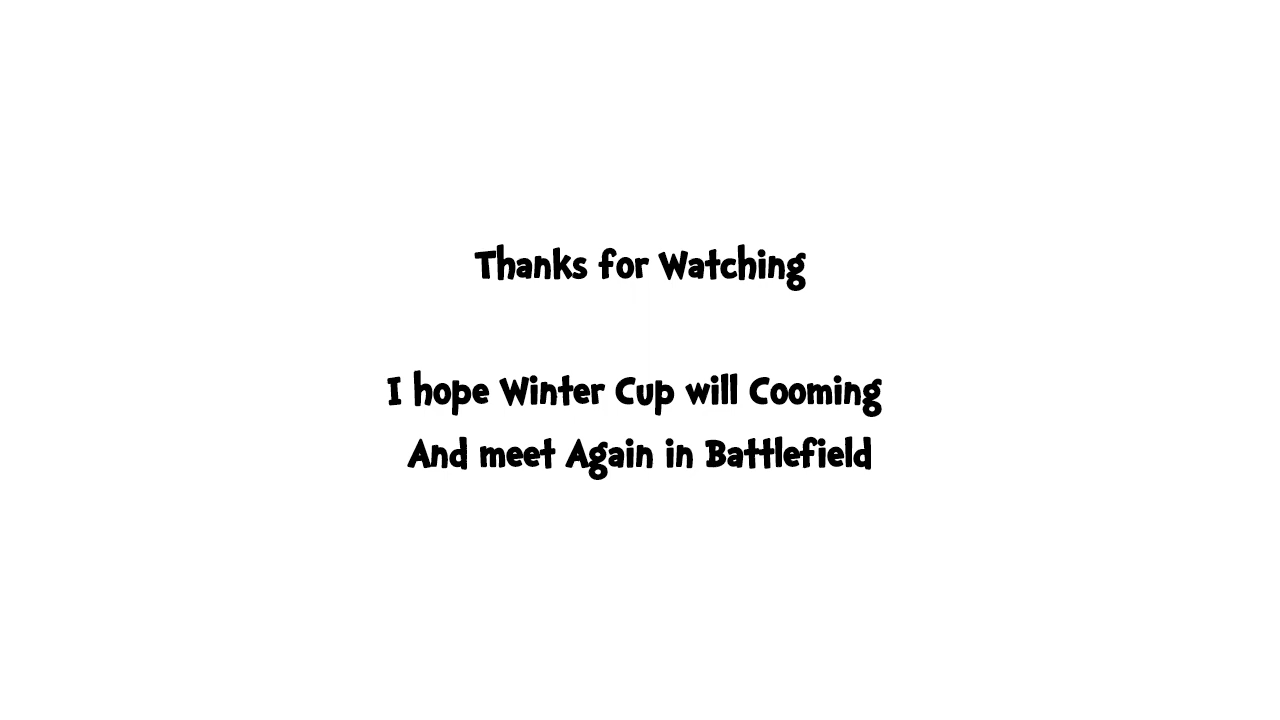 Thanks for Watching
I hope Winter Cup will Cooming
And meet Again in Battlefield